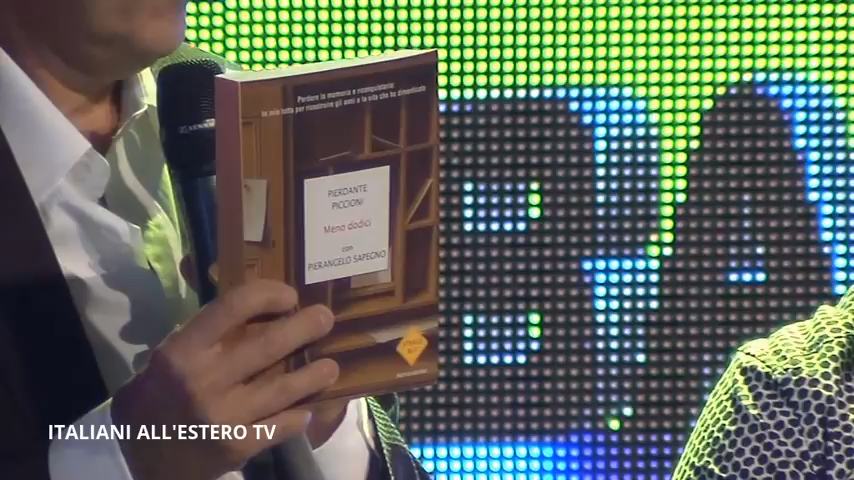 Perdere la memoria e riconquistarla:
la mia lotta per ricostruire gli anni e la vita che ho dimenticato
PIERDANTE
PICCIONI
Meno dodici
con
PIERANGELO SAPEGNO
MONDADORI
ITALIANI ALL'ESTERO TV